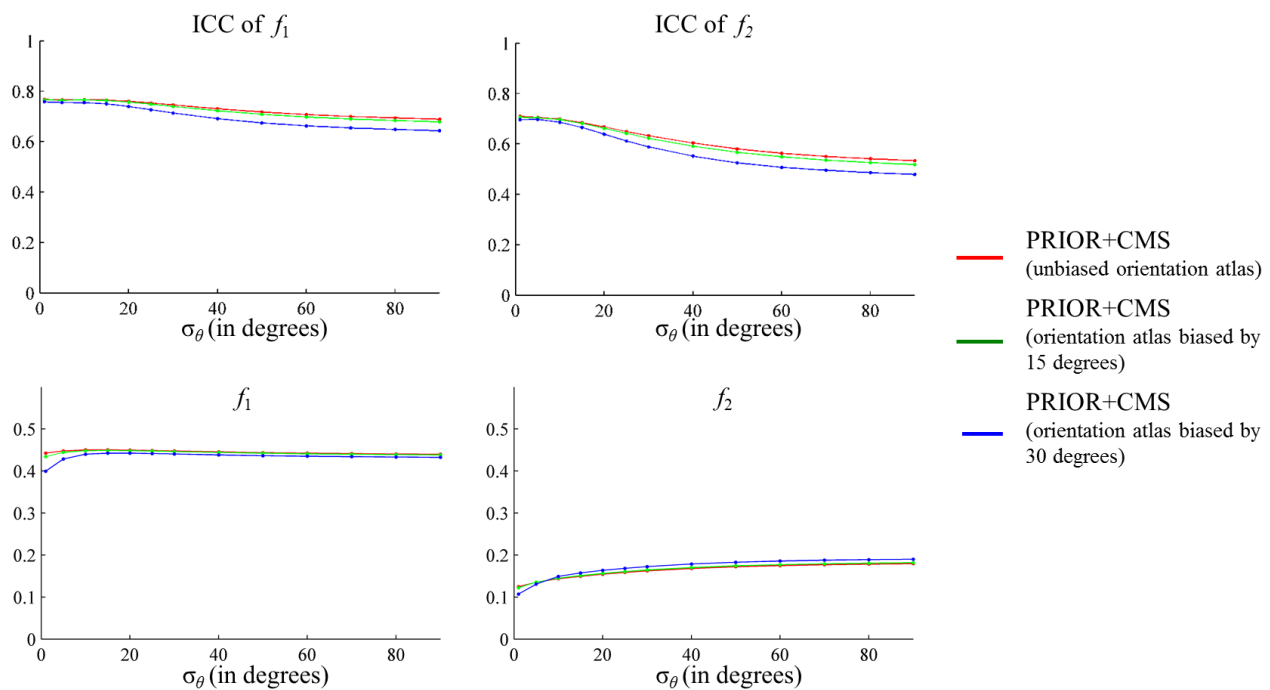 ICC of f1
1
0.8
0.6
0.4
0.2
0
0 20 40 60 80
σθ (in degrees)
ICC of f2
1
0.8
0.6
0.4
0.2
0
0 20 40 60 80
σθ (in degrees)
f1
0.5
0.4
0.3
0.2
0.1
0
0 20 40 60 80
σθ (in degrees)
f2
0.5
0.4
0.3
0.2
0.1
0
0 20 40 60 80
σθ (in degrees)
PRIOR+CMS
(unbiased orientation atlas)
PRIOR+CMS
(orientation atlas biased by
15 degrees)
PRIOR+CMS
(orientation atlas biased by
30 degrees)